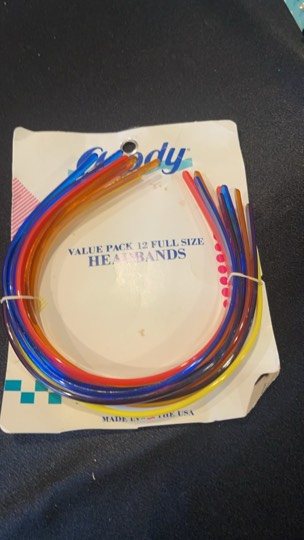 Goody
VALUE PACK 12 FULL SIZE
HEADBANDS
MADE IN THE USA